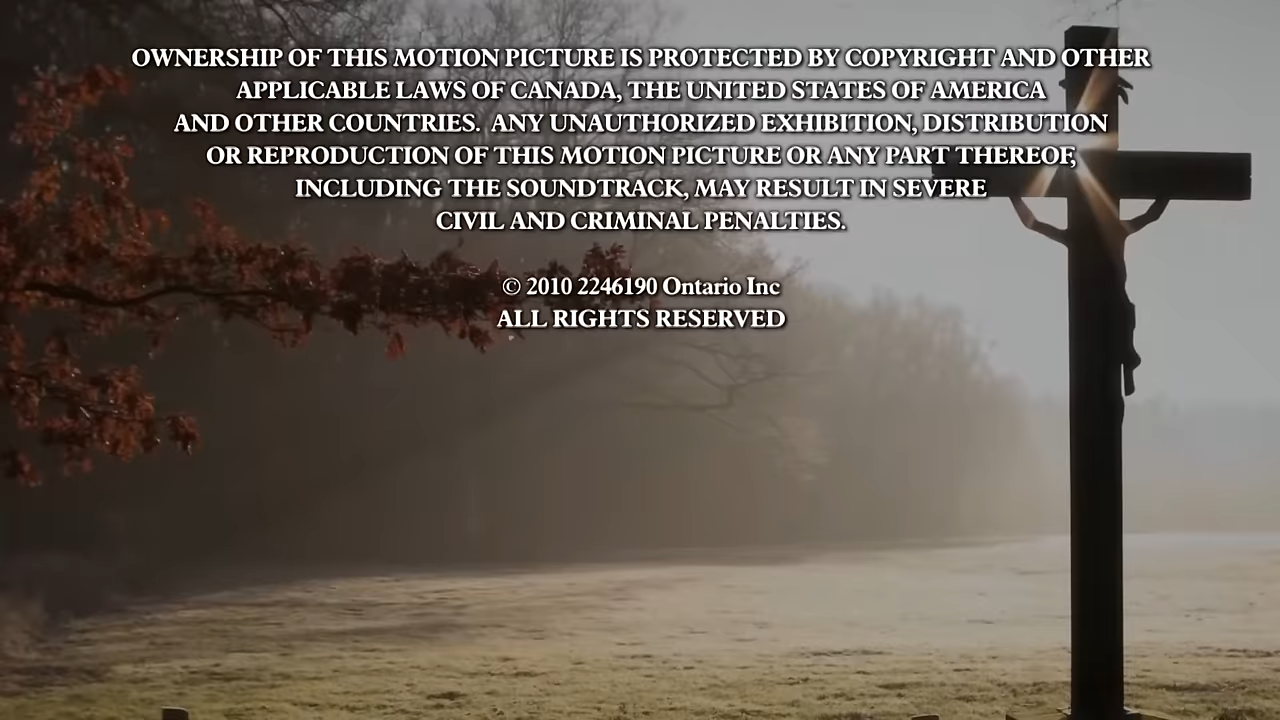 OWNERSHIP OF THIS MOTION PICTURE IS PROTECTED BY COPYRIGHT AND OTHER
APPLICABLE LAWS OF CANADA, THE UNITED STATES OF AMERICA
AND OTHER COUNTRIES. ANY UNAUTHORIZED EXHIBITION, DISTRIBUTION
OR REPRODUCTION OF THIS MOTION PICTURE OR ANY PART THEREOF,
INCLUDING THE SOUNDTRACK, MAY RESULT IN SEVERE
CIVIL AND CRIMINAL PENALTIES.
© 2010 2246190 Ontario Inc
ALL RIGHTS RESERVED